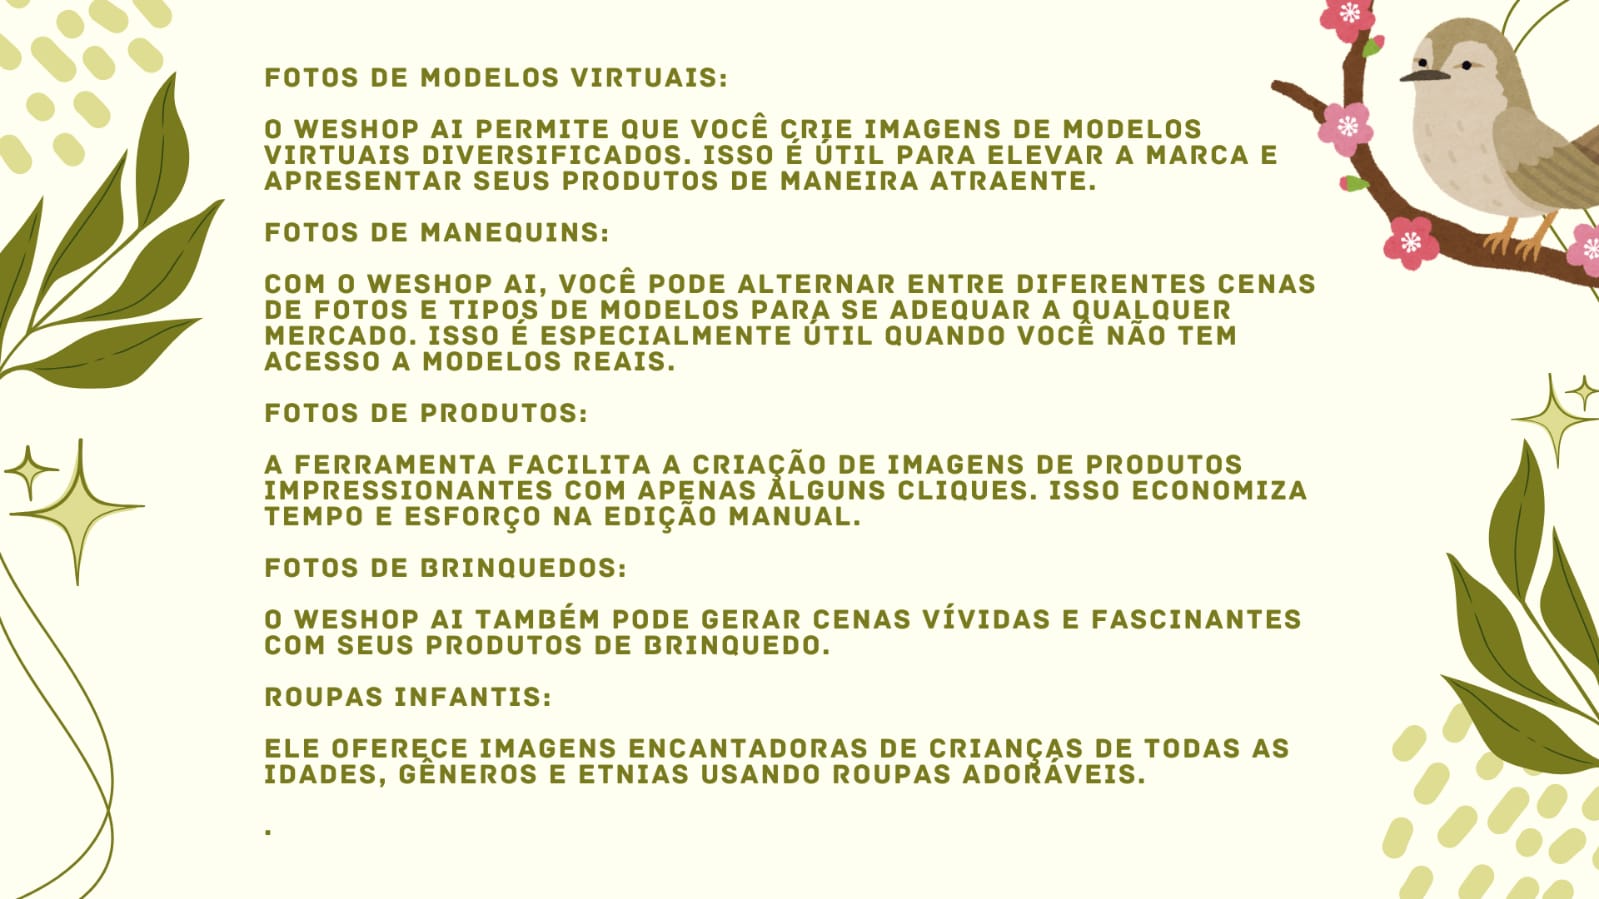 FOTOS DE MODELOS VIRTUAIS:
O WESHOP AI PERMITE QUE VOCÊ CRIE IMAGENS DE MODELOS
VIRTUAIS DIVERSIFICADOS. ISSO É ÚTIL PARA ELEVAR A MARCA E
APRESENTAR SEUS PRODUTOS DE MANEIRA ATRAENTE.
FOTOS DE MANEQUINS:
COM O WESHOP AI, VOCÊ PODE ALTERNAR ENTRE DIFERENTES CENAS
DE FOTOS E TIPOS DE MODELOS PARA SE ADEQUAR A QUALQUER
MERCADO. ISSO É ESPECIALMENTE ÚTIL QUANDO VOCÊ NÃO TEM
ACESSO A MODELOS REAIS.
FOTOS DE PRODUTOS:
A FERRAMENTA FACILITA A CRIAÇÃO DE IMAGENS DE PRODUTOS
IMPRESSIONANTES COM APENAS ALGUNS CLIQUES. ISSO ECONOMIZA
TEMPO E ESFORÇO NA EDIÇÃO MANUAL.
FOTOS DE BRINQUEDOS:
O WESHOP AI TAMBÉM PODE GERAR CENAS VÍVIDAS E FASCINANTES
COM SEUS PRODUTOS DE BRINQUEDO.
ROUPAS INFANTIS:
ELE OFERECE IMAGENS ENCANTADORAS DE CRIANÇAS DE TODAS AS
IDADES, GÊNEROS E ETNIAS USANDO ROUPAS ADORÁVEIS.
.